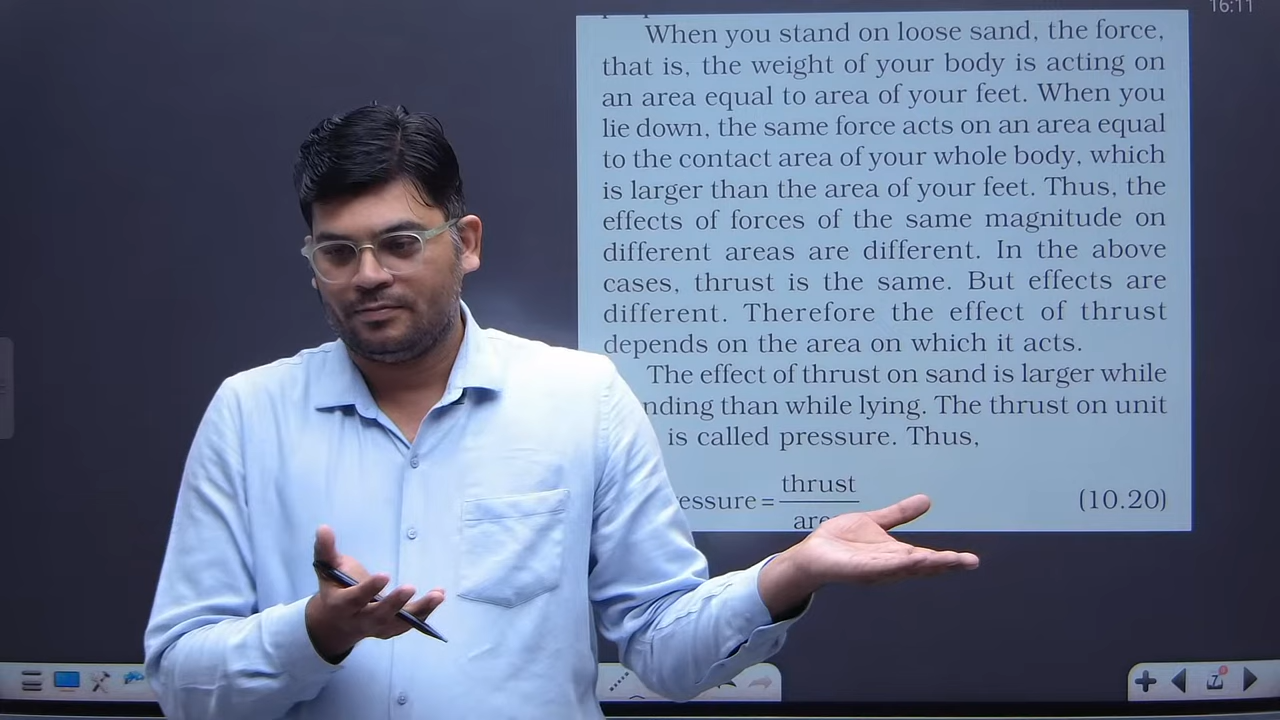 16:11
When you stand on loose sand, the force,
that is, the weight of your body is acting on
an area equal to area of your feet. When you
lie down, the same force acts on an area equal
to the contact area of your whole body, which
is larger than the area of your feet. Thus, the
effects of forces of the same magnitude on
different areas are different. In the above
cases, thrust is the same. But effects are
different. Therefore the effect of thrust
depends on the area on which it acts.
The effect of thrust on sand is larger while
nding than while lying. The thrust on unit
is called pressure. Thus,
essure = thrust
are
(10.20)
7